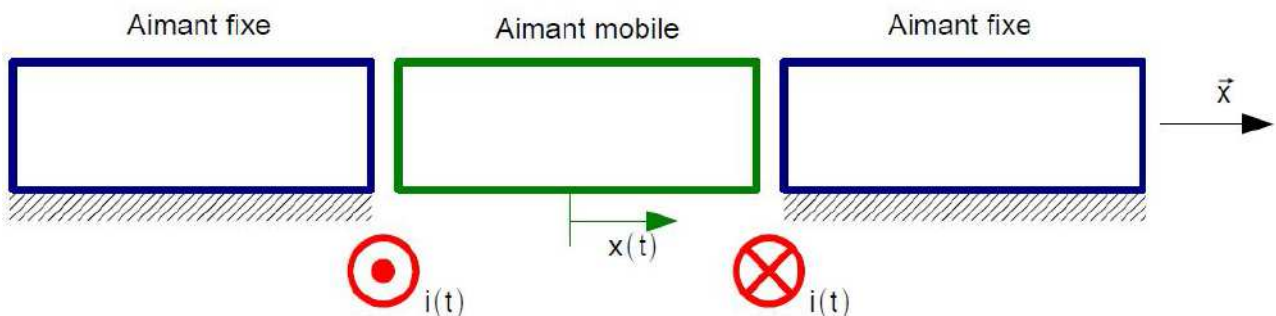 Aimant fixe
Aimant mobile
Aimant fixe
x⃗
x(t)
i(t)
i(t)